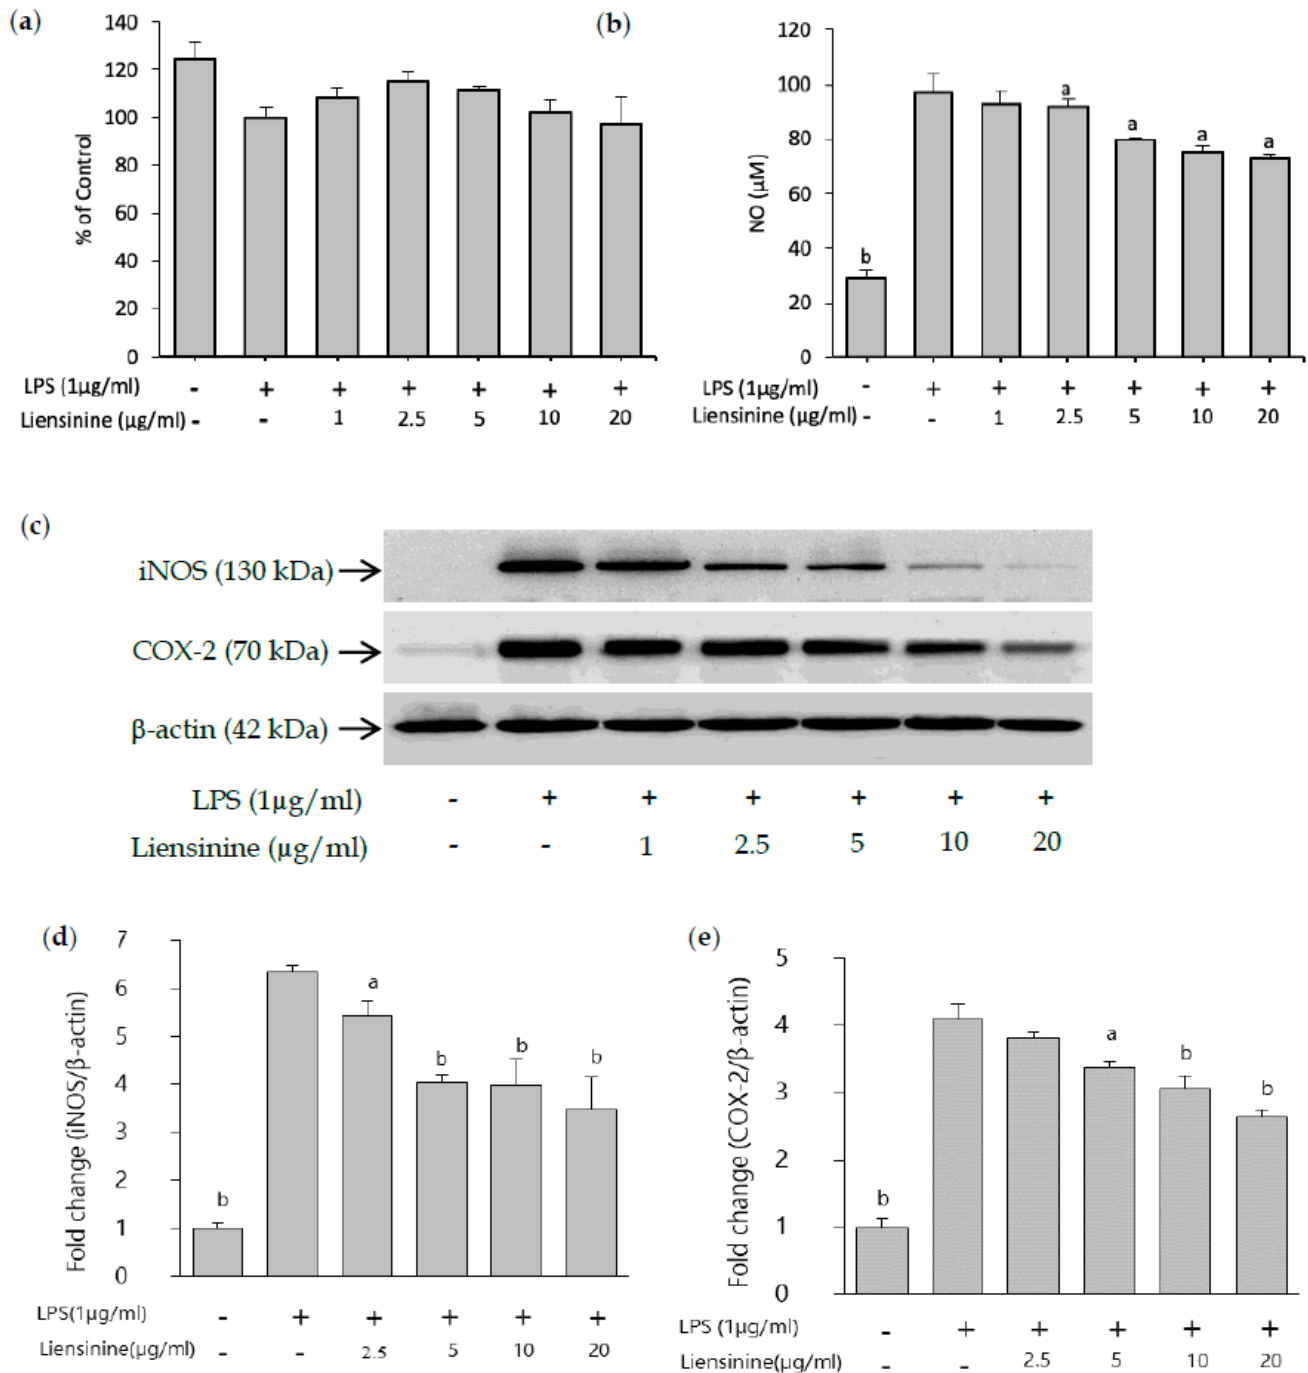 (a)
140
120
100
80
60
40
20
0
% of Control
LPS (1µg/ml) - + + + + + +
Liensinine (µg/ml) - - 1 2.5 5 10 20
(b)
120
100
80
60
40
20
0
NO (µM)
b a a a a
LPS (1µg/ml) - + + + + + +
Liensinine (µg/ml) - - 1 2.5 5 10 20
(c)
iNOS (130 kDa)
COX-2 (70 kDa)
β-actin (42 kDa)
LPS (1µg/ml) - + + + + + +
Liensinine (µg/ml) - - 1 2.5 5 10 20
(d)
7
6
5
4
3
2
1
0
Fold change (iNOS/β-actin)
b a b b b
LPS(1µg/ml) - + + + + +
Liensinine(µg/ml) - - 2.5 5 10 20
(e)
5
4
3
2
1
0
Fold change (COX-2/β-actin)
b a b b
LPS (1µg/ml) - + + + + +
Liensinine(µg/ml) - - 2.5 5 10 20